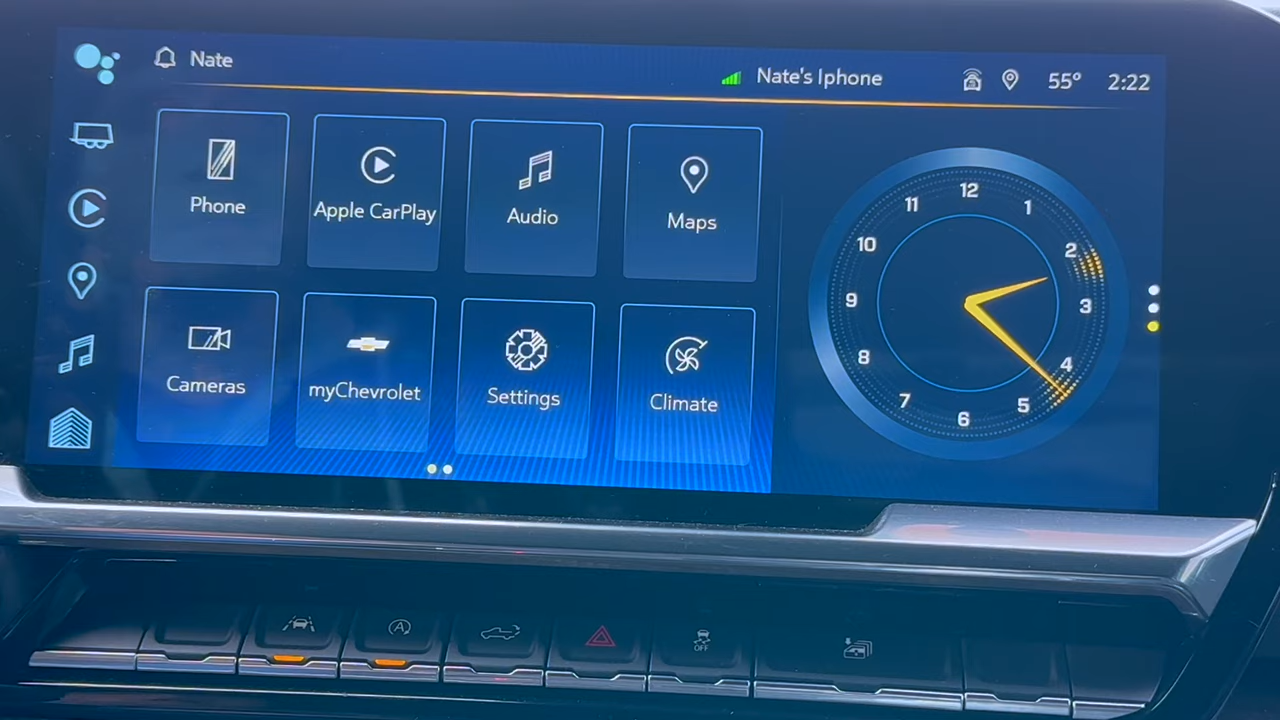 Nate
Nate's Iphone
55°
2:22
Phone
Apple CarPlay
Audio
Maps
Cameras
myChevrolet
Settings
Climate
12
1
2
3
4
5
6
7
8
9
10
11
A
OFF